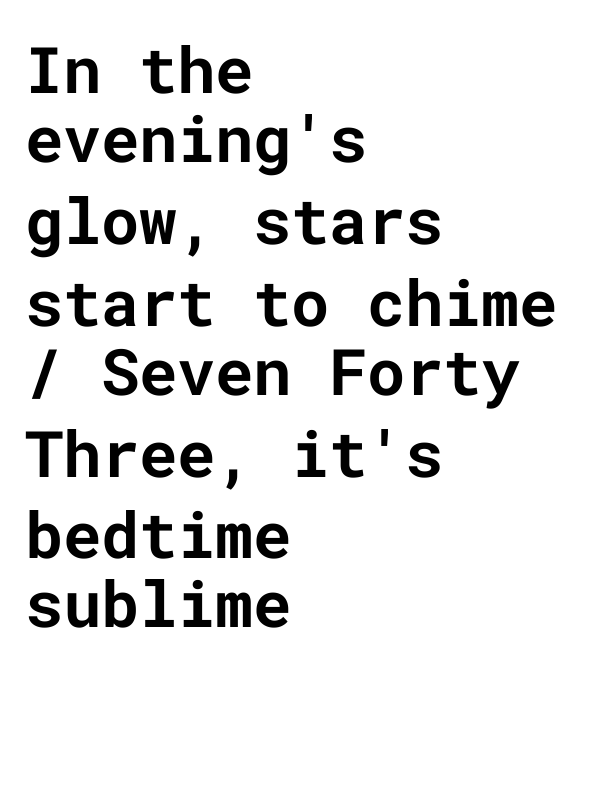 In the
evening's
glow, stars
start to chime
/ Seven Forty
Three, it's
bedtime
sublime